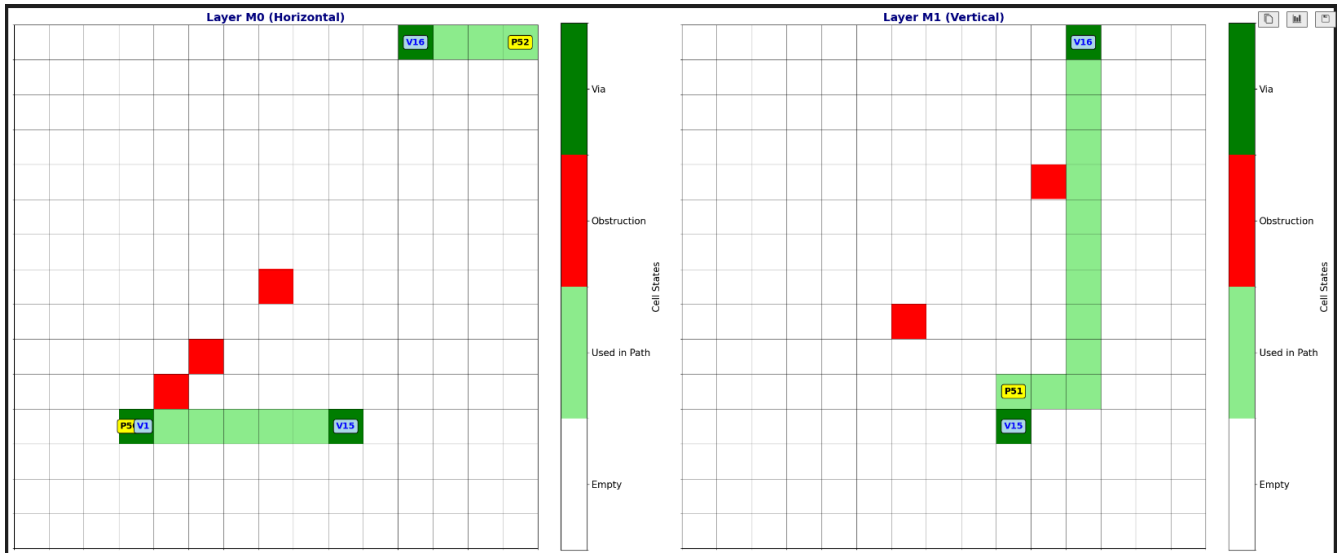 Layer M0 (Horizontal)
V16
P52
V1
V15
Via
Obstruction
Used in Path
Empty
Cell States
Layer M1 (Vertical)
V16
P51
V15
Via
Obstruction
Used in Path
Empty
Cell States